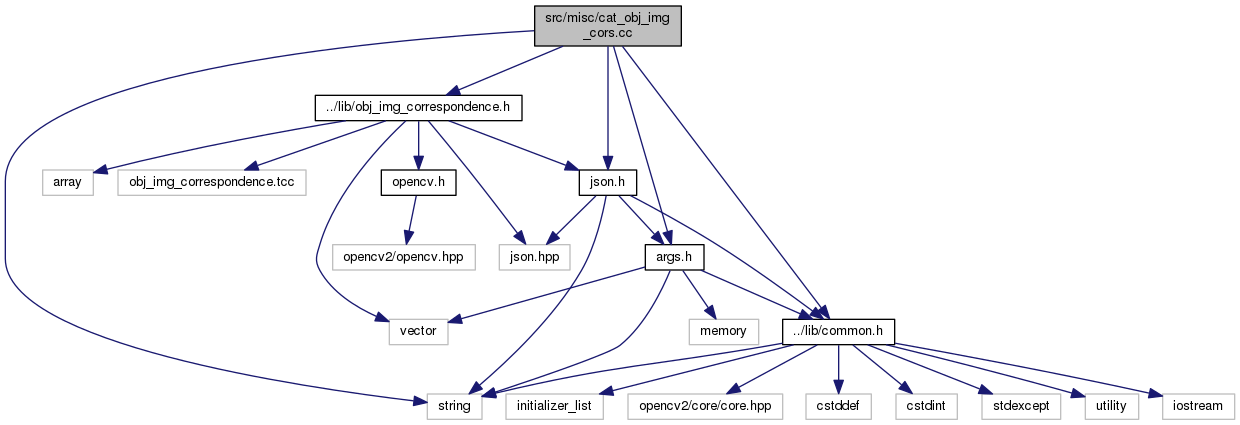 src/misc/cat_obj_img
_cors.cc
../lib/obj_img_correspondence.h
array
obj_img_correspondence.tcc
opencv.h
json.h
opencv2/opencv.hpp
json.hpp
args.h
vector
memory
../lib/common.h
string
initializer_list
opencv2/core/core.hpp
cstddef
cstdint
stdexcept
utility
iostream